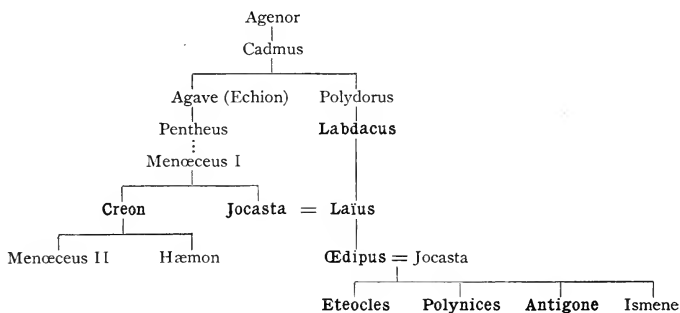 Agenor
Cadmus
Agave (Echion) Polydorus
Pentheus Labdacus
Menœceus I
Creon Jocasta = Laïus
Menœceus II Hæmon Œdipus = Jocasta
Eteocles Polynices Antigone Ismene